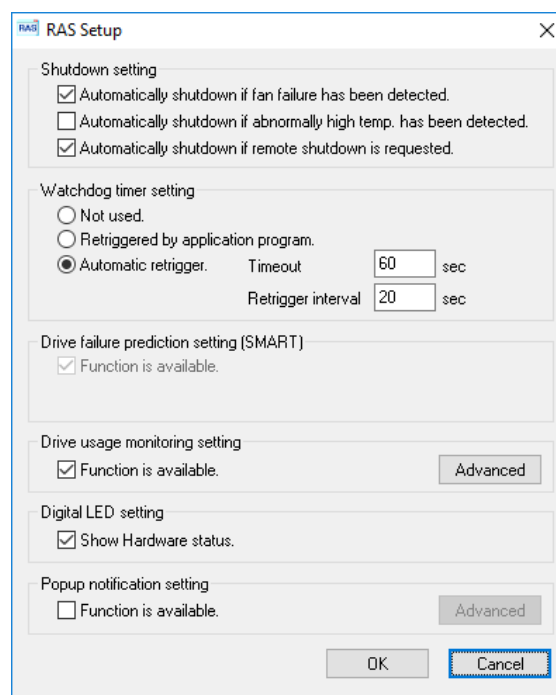 RAS RAS Setup
Shutdown setting
Automatically shutdown if fan failure has been detected.
Automatically shutdown if abnormally high temp. has been detected.
Automatically shutdown if remote shutdown is requested.
Watchdog timer setting
Not used.
Retriggered by application program.
Automatic retrigger. Timeout 60 sec
Retrigger interval 20 sec
Drive failure prediction setting (SMART)
Function is available.
Drive usage monitoring setting
Function is available. Advanced
Digital LED setting
Show Hardware status.
Popup notification setting
Function is available. Advanced
OK Cancel